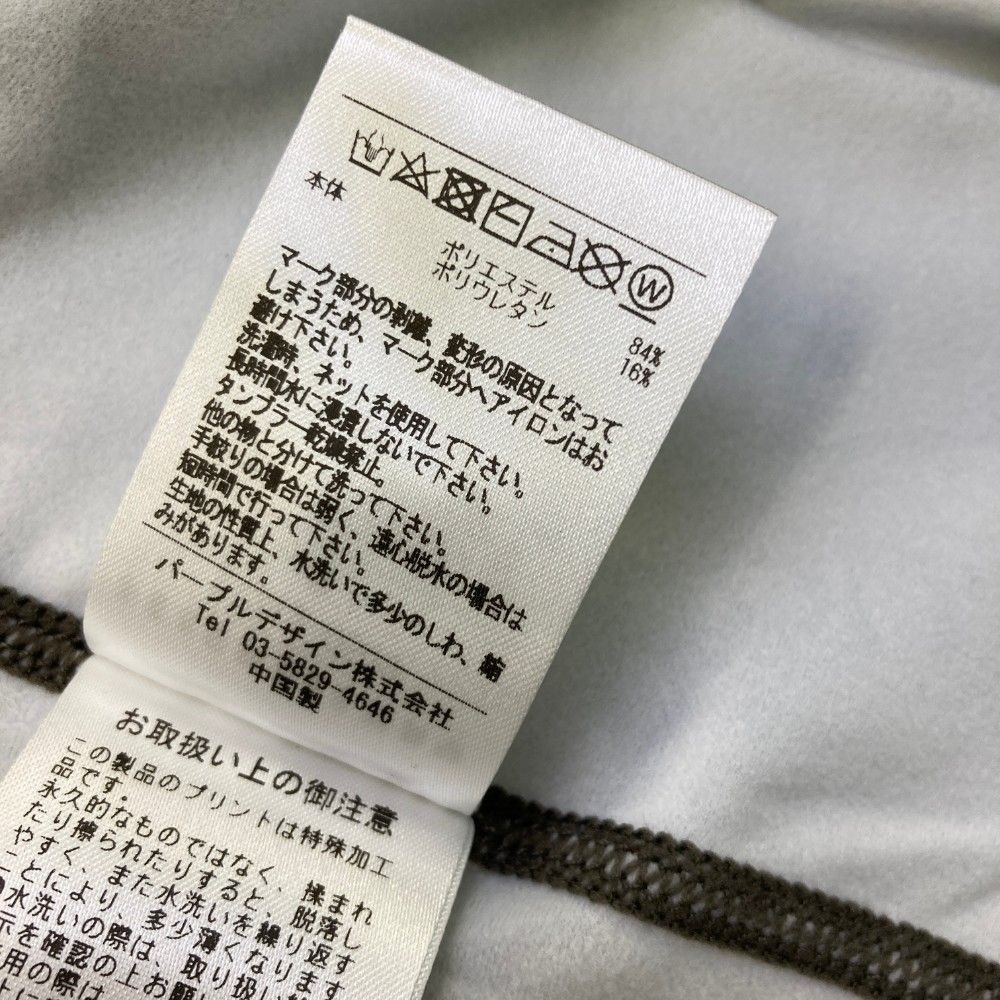 本体
ポリエステル 84%
ポリウレタン 16%
マーク部分の剥離、変形の原因となって
しまうため、マーク部分へアイロンはお
避け下さい。
洗濯時、ネットを使用して下さい。
長時間水に浸漬しないで下さい。
タンブラー乾燥禁止。
他の物と分けて洗って下さい。
手絞りの場合は弱く、遠心脱水の場合は
短時間で行って下さい。
生地の性質上、水洗いで多少のしわ、縮
みがあります。
パープルデザイン株式会社
Tel 03-5829-4646
中国製
お取扱い上の御注意
この製品のプリントは特殊加工
品です。
永久的なものではなく、揉まれ
たり擦られたりすると、脱落し
やすく、また水洗いを繰り返す
ことにより、多少薄くなります
水洗いの際は、取り扱い
示を確認の上お願
用の際は